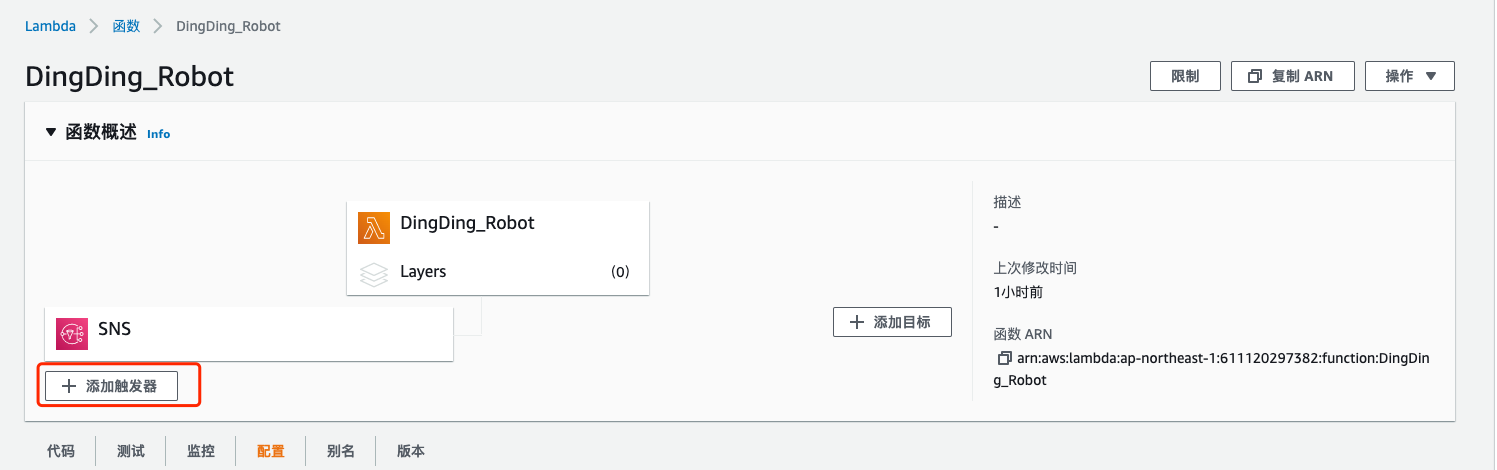 Lambda 函数 DingDing_Robot
DingDing_Robot
限制 复制 ARN 操作
函数概述 Info
DingDing_Robot
Layers (0)
SNS
添加触发器
添加目标
描述
-
上次修改时间
1小时前
函数 ARN
arn:aws:lambda:ap-northeast-1:611120297382:function:DingDin
g_Robot
代码 测试 监控 配置 别名 版本